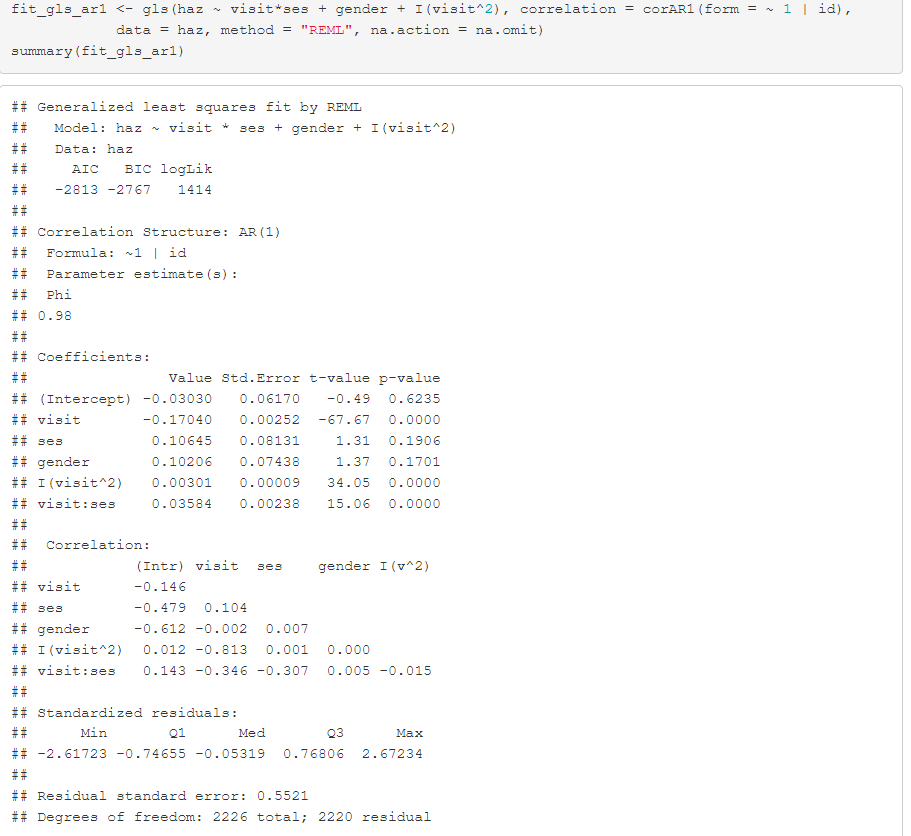 fit_gls_ar1 <- gls(haz ~ visit*ses + gender + I(visit^2), correlation = corAR1(form = ~ 1 | id),
            data = haz, method = "REML", na.action = na.omit)
summary(fit_gls_ar1)
## Generalized least squares fit by REML
##   Model: haz ~ visit * ses + gender + I(visit^2)
##   Data: haz
##     AIC   BIC logLik
##   -2813 -2767   1414
##
## Correlation Structure: AR(1)
##  Formula: ~1 | id
##  Parameter estimate(s):
##  Phi
## 0.98
##
## Coefficients:
##                Value Std.Error t-value p-value
## (Intercept) -0.03030   0.06170   -0.49  0.6235
## visit       -0.17040   0.00252  -67.67  0.0000
## ses          0.10645   0.08131    1.31  0.1906
## gender       0.10206   0.07438    1.37  0.1701
## I(visit^2)   0.00301   0.00009   34.05  0.0000
## visit:ses    0.03584   0.00238   15.06  0.0000
##
##  Correlation:
##            (Intr) visit  ses    gender I(v^2)
## visit      -0.146
## ses        -0.479  0.104
## gender     -0.612 -0.002  0.007
## I(visit^2)  0.012 -0.813  0.001  0.000
## visit:ses   0.143 -0.346 -0.307  0.005 -0.015
##
## Standardized residuals:
##      Min       Q1      Med       Q3      Max
## -2.61723 -0.74655 -0.05319  0.76806  2.67234
##
## Residual standard error: 0.5521
## Degrees of freedom: 2226 total; 2220 residual